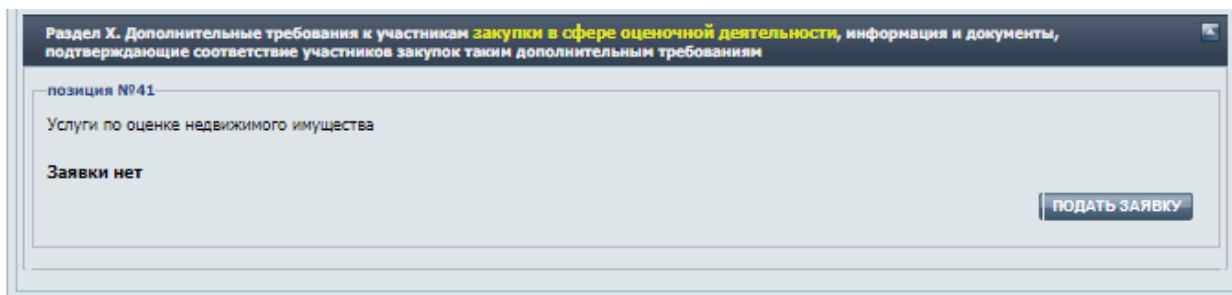 Раздел X. Дополнительные требования к участникам закупки в сфере оценочной деятельности, информация и документы,
подтверждающие соответствие участников закупок таким дополнительным требованиям
позиция №41
Услуги по оценке недвижимого имущества
Заявки нет
ПОДАТЬ ЗАЯВКУ